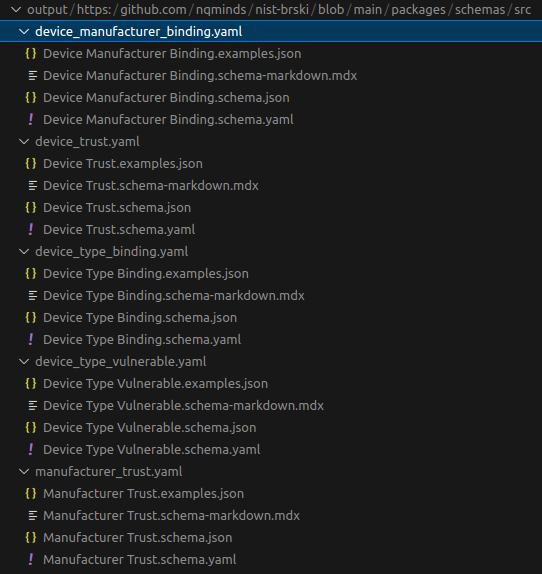 output / https: / github.com / nqminds / nist-brski / blob / main / packages / schemas / src
device_manufacturer_binding.yaml
{} Device Manufacturer Binding.examples.json
Device Manufacturer Binding.schema-markdown.mdx
{} Device Manufacturer Binding.schema.json
! Device Manufacturer Binding.schema.yaml
device_trust.yaml
{} Device Trust.examples.json
Device Trust.schema-markdown.mdx
{} Device Trust.schema.json
! Device Trust.schema.yaml
device_type_binding.yaml
{} Device Type Binding.examples.json
Device Type Binding.schema-markdown.mdx
{} Device Type Binding.schema.json
! Device Type Binding.schema.yaml
device_type_vulnerable.yaml
{} Device Type Vulnerable.examples.json
Device Type Vulnerable.schema-markdown.mdx
{} Device Type Vulnerable.schema.json
! Device Type Vulnerable.schema.yaml
manufacturer_trust.yaml
{} Manufacturer Trust.examples.json
Manufacturer Trust.schema-markdown.mdx
{} Manufacturer Trust.schema.json
! Manufacturer Trust.schema.yaml